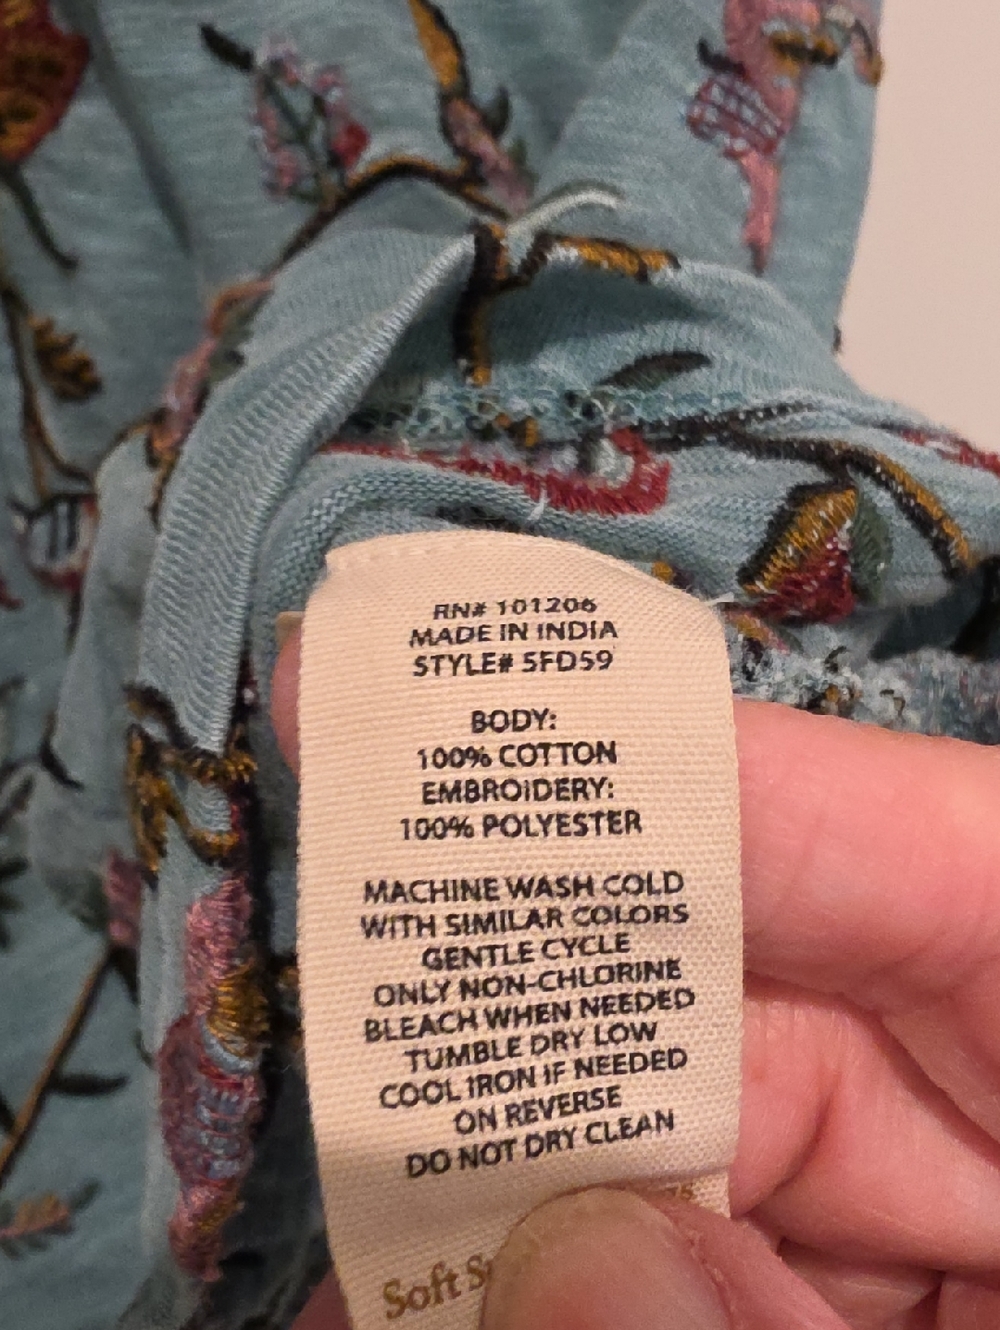 RN# 101206
MADE IN INDIA
STYLE# 5FD59
BODY:
100% COTTON
EMBROIDERY:
100% POLYESTER
MACHINE WASH COLD
WITH SIMILAR COLORS
GENTLE CYCLE
ONLY NON-CHLORINE
BLEACH WHEN NEEDED
TUMBLE DRY LOW
COOL IRON IF NEEDED
ON REVERSE
DO NOT DRY CLEAN
Soft